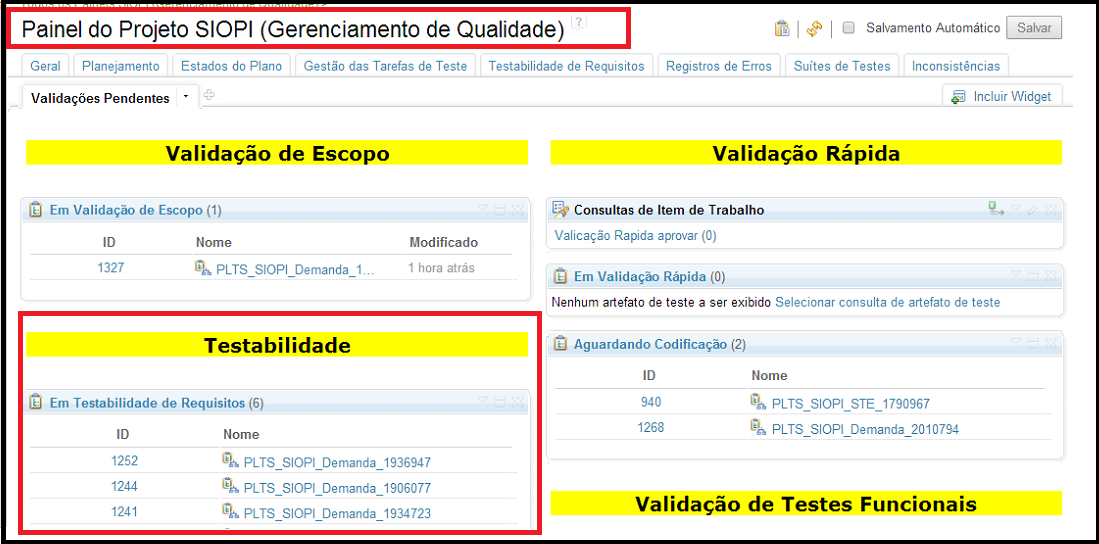 Painel do Projeto SIOPI (Gerenciamento de Qualidade) ?
Salvamento Automático Salvar
Geral Planejamento Estados do Plano Gestão das Tarefas de Teste Testabilidade de Requisitos Registros de Erros Suítes de Testes Inconsistências
Validações Pendentes
Incluir Widget
Validação de Escopo
Em Validação de Escopo (1)
ID Nome Modificado
1327 PLTS_SIOPI_Demanda_1... 1 hora atrás
Testabilidade
Em Testabilidade de Requisitos (6)
ID Nome
1252 PLTS_SIOPI_Demanda_1936947
1244 PLTS_SIOPI_Demanda_1906077
1241 PLTS_SIOPI_Demanda_1934723
Validação Rápida
Consultas de Item de Trabalho
Valicação Rapida aprovar (0)
Em Validação Rápida (0)
Nenhum artefato de teste a ser exibido Selecionar consulta de artefato de teste
Aguardando Codificação (2)
ID Nome
940 PLTS_SIOPI_STE_1790967
1268 PLTS_SIOPI_Demanda_2010794
Validação de Testes Funcionais